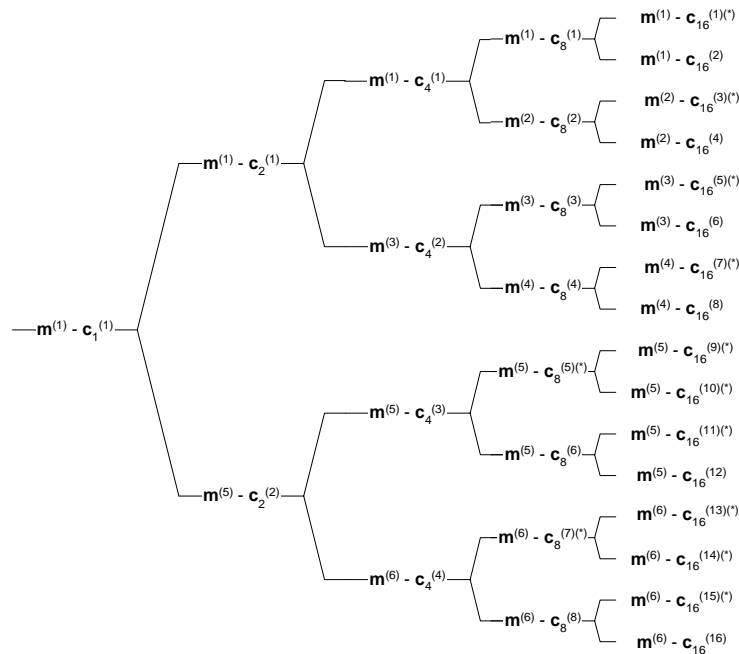 m(1) - c16(1)(*)
m(1) - c8(1)
m(1) - c16(2)
m(1) - c4(1)
m(2) - c16(3)(*)
m(2) - c8(2)
m(2) - c16(4)
m(1) - c2(1)
m(3) - c16(5)(*)
m(3) - c8(3)
m(3) - c16(6)
m(3) - c4(2)
m(4) - c16(7)(*)
m(4) - c8(4)
m(4) - c16(8)
m(1) - c1(1)
m(5) - c16(9)(*)
m(5) - c8(5)(*)
m(5) - c16(10)(*)
m(5) - c4(3)
m(5) - c16(11)(*)
m(5) - c8(6)
m(5) - c16(12)
m(5) - c2(2)
m(6) - c16(13)(*)
m(6) - c8(7)(*)
m(6) - c16(14)(*)
m(6) - c4(4)
m(6) - c16(15)(*)
m(6) - c8(8)
m(6) - c16(16)